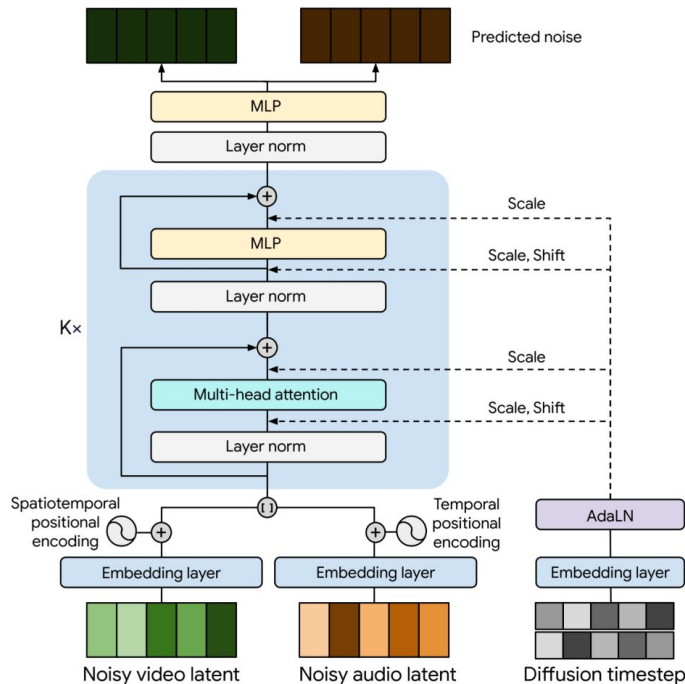 Predicted noise
MLP
Layer norm
+
Scale
MLP
Scale, Shift
Layer norm
K×
+
Scale
Multi-head attention
Scale, Shift
Layer norm
[ ]
Spatiotemporal
positional
encoding
+
+
Temporal
positional
encoding
AdaLN
Embedding layer
Embedding layer
Embedding layer
Noisy video latent
Noisy audio latent
Diffusion timestep